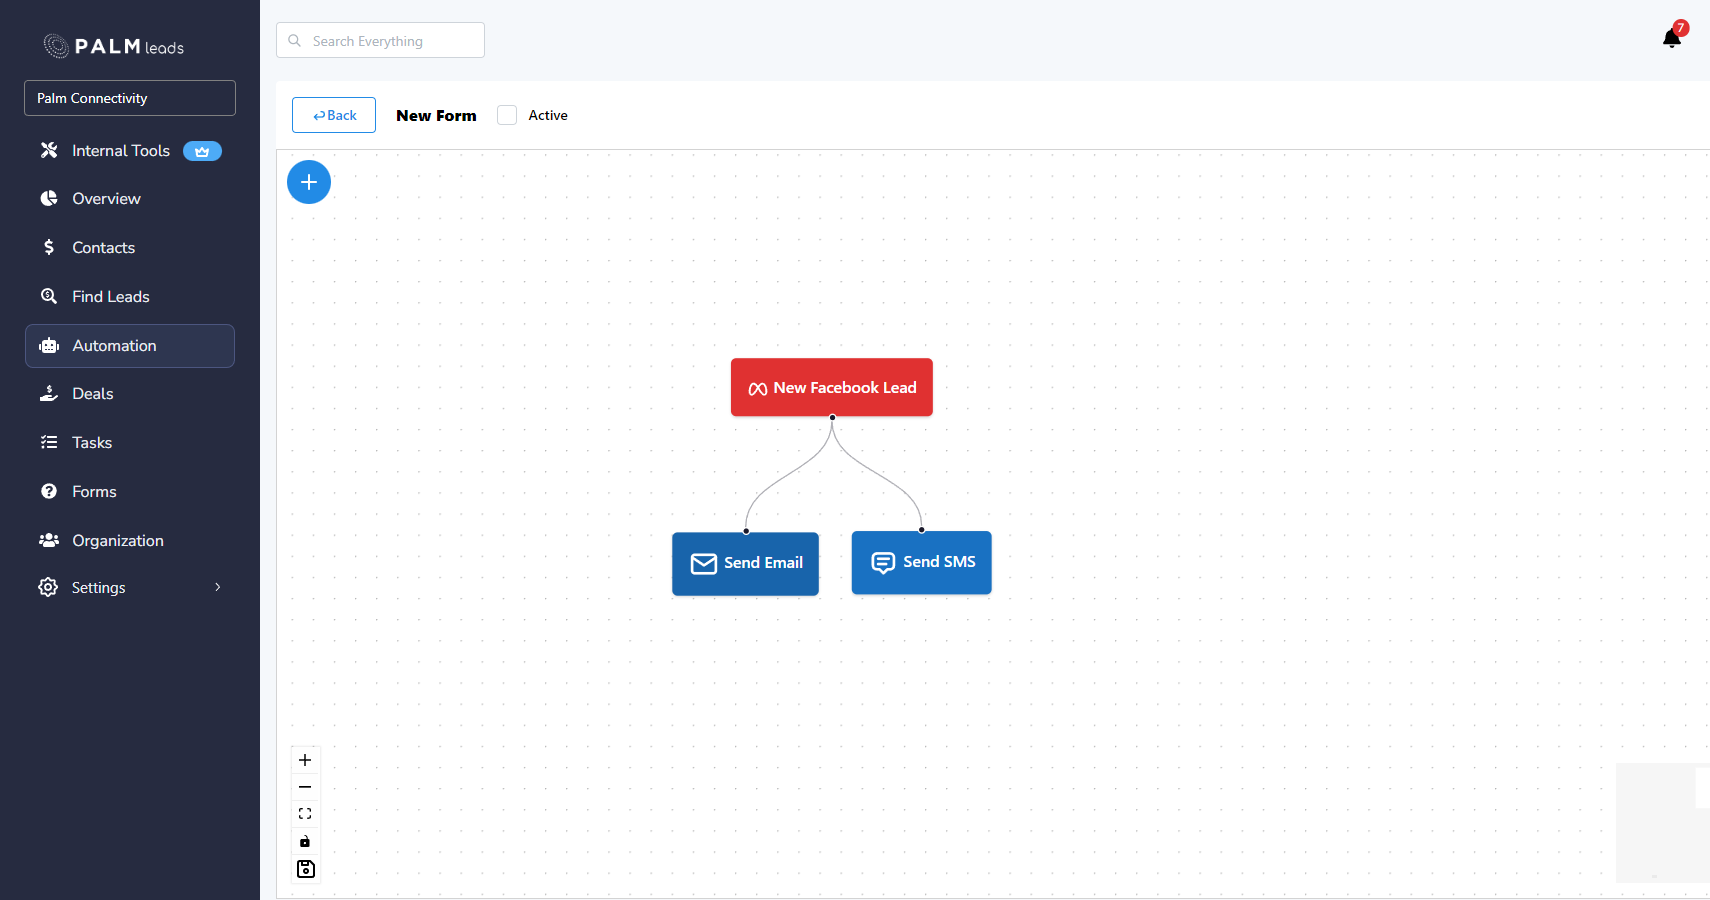 PALM leads
Palm Connectivity
Internal Tools
Overview
Contacts
Find Leads
Automation
Deals
Tasks
Forms
Organization
Settings
Search Everything
7
Back
New Form
Active
New Facebook Lead
Send Email
Send SMS